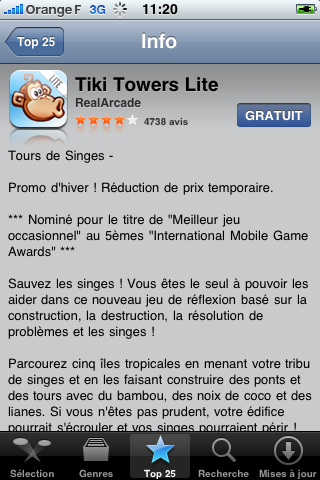 Orange F 3G 11:20
Top 25 Info
Tiki Towers Lite
RealArcade
4738 avis
GRATUIT
Tours de Singes -
Promo d'hiver ! Réduction de prix temporaire.
*** Nominé pour le titre de "Meilleur jeu
occasionnel" au 5èmes "International Mobile Game
Awards" ***
Sauvez les singes ! Vous êtes le seul à pouvoir les
aider dans ce nouveau jeu de réflexion basé sur la
construction, la destruction, la résolution de
problèmes et les singes !
Parcourez cinq îles tropicales en menant votre tribu
de singes et en les faisant construire des ponts et
des tours avec du bambou, des noix de coco et des
lianes. Si vous n'êtes pas prudent, votre édifice
pourrait s'écrouler et vos singes pourraient périr !
Sélection Genres Top 25 Recherche Mises à jour